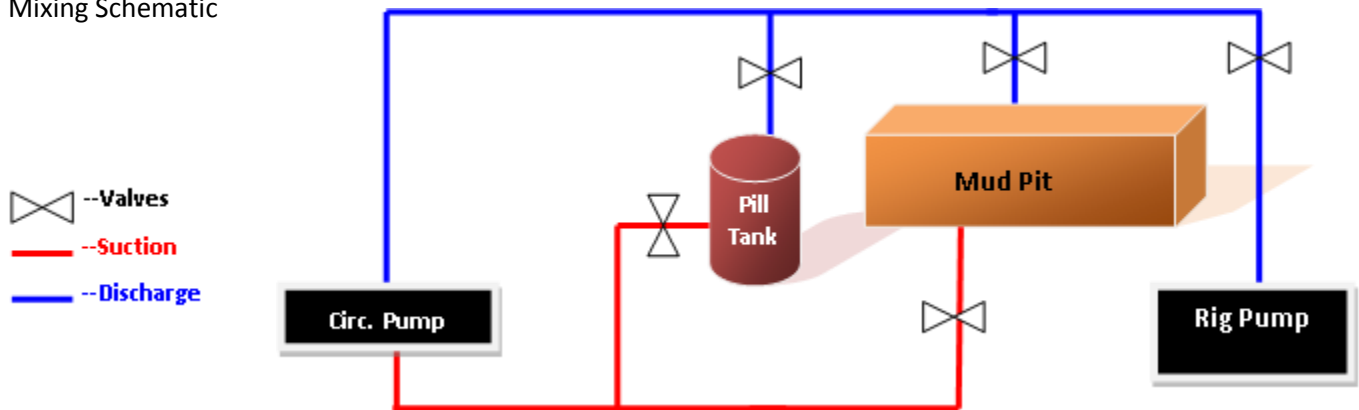 Mixing Schematic
--Valves
--Suction
--Discharge
Circ. Pump
Pill
Tank
Mud Pit
Rig Pump